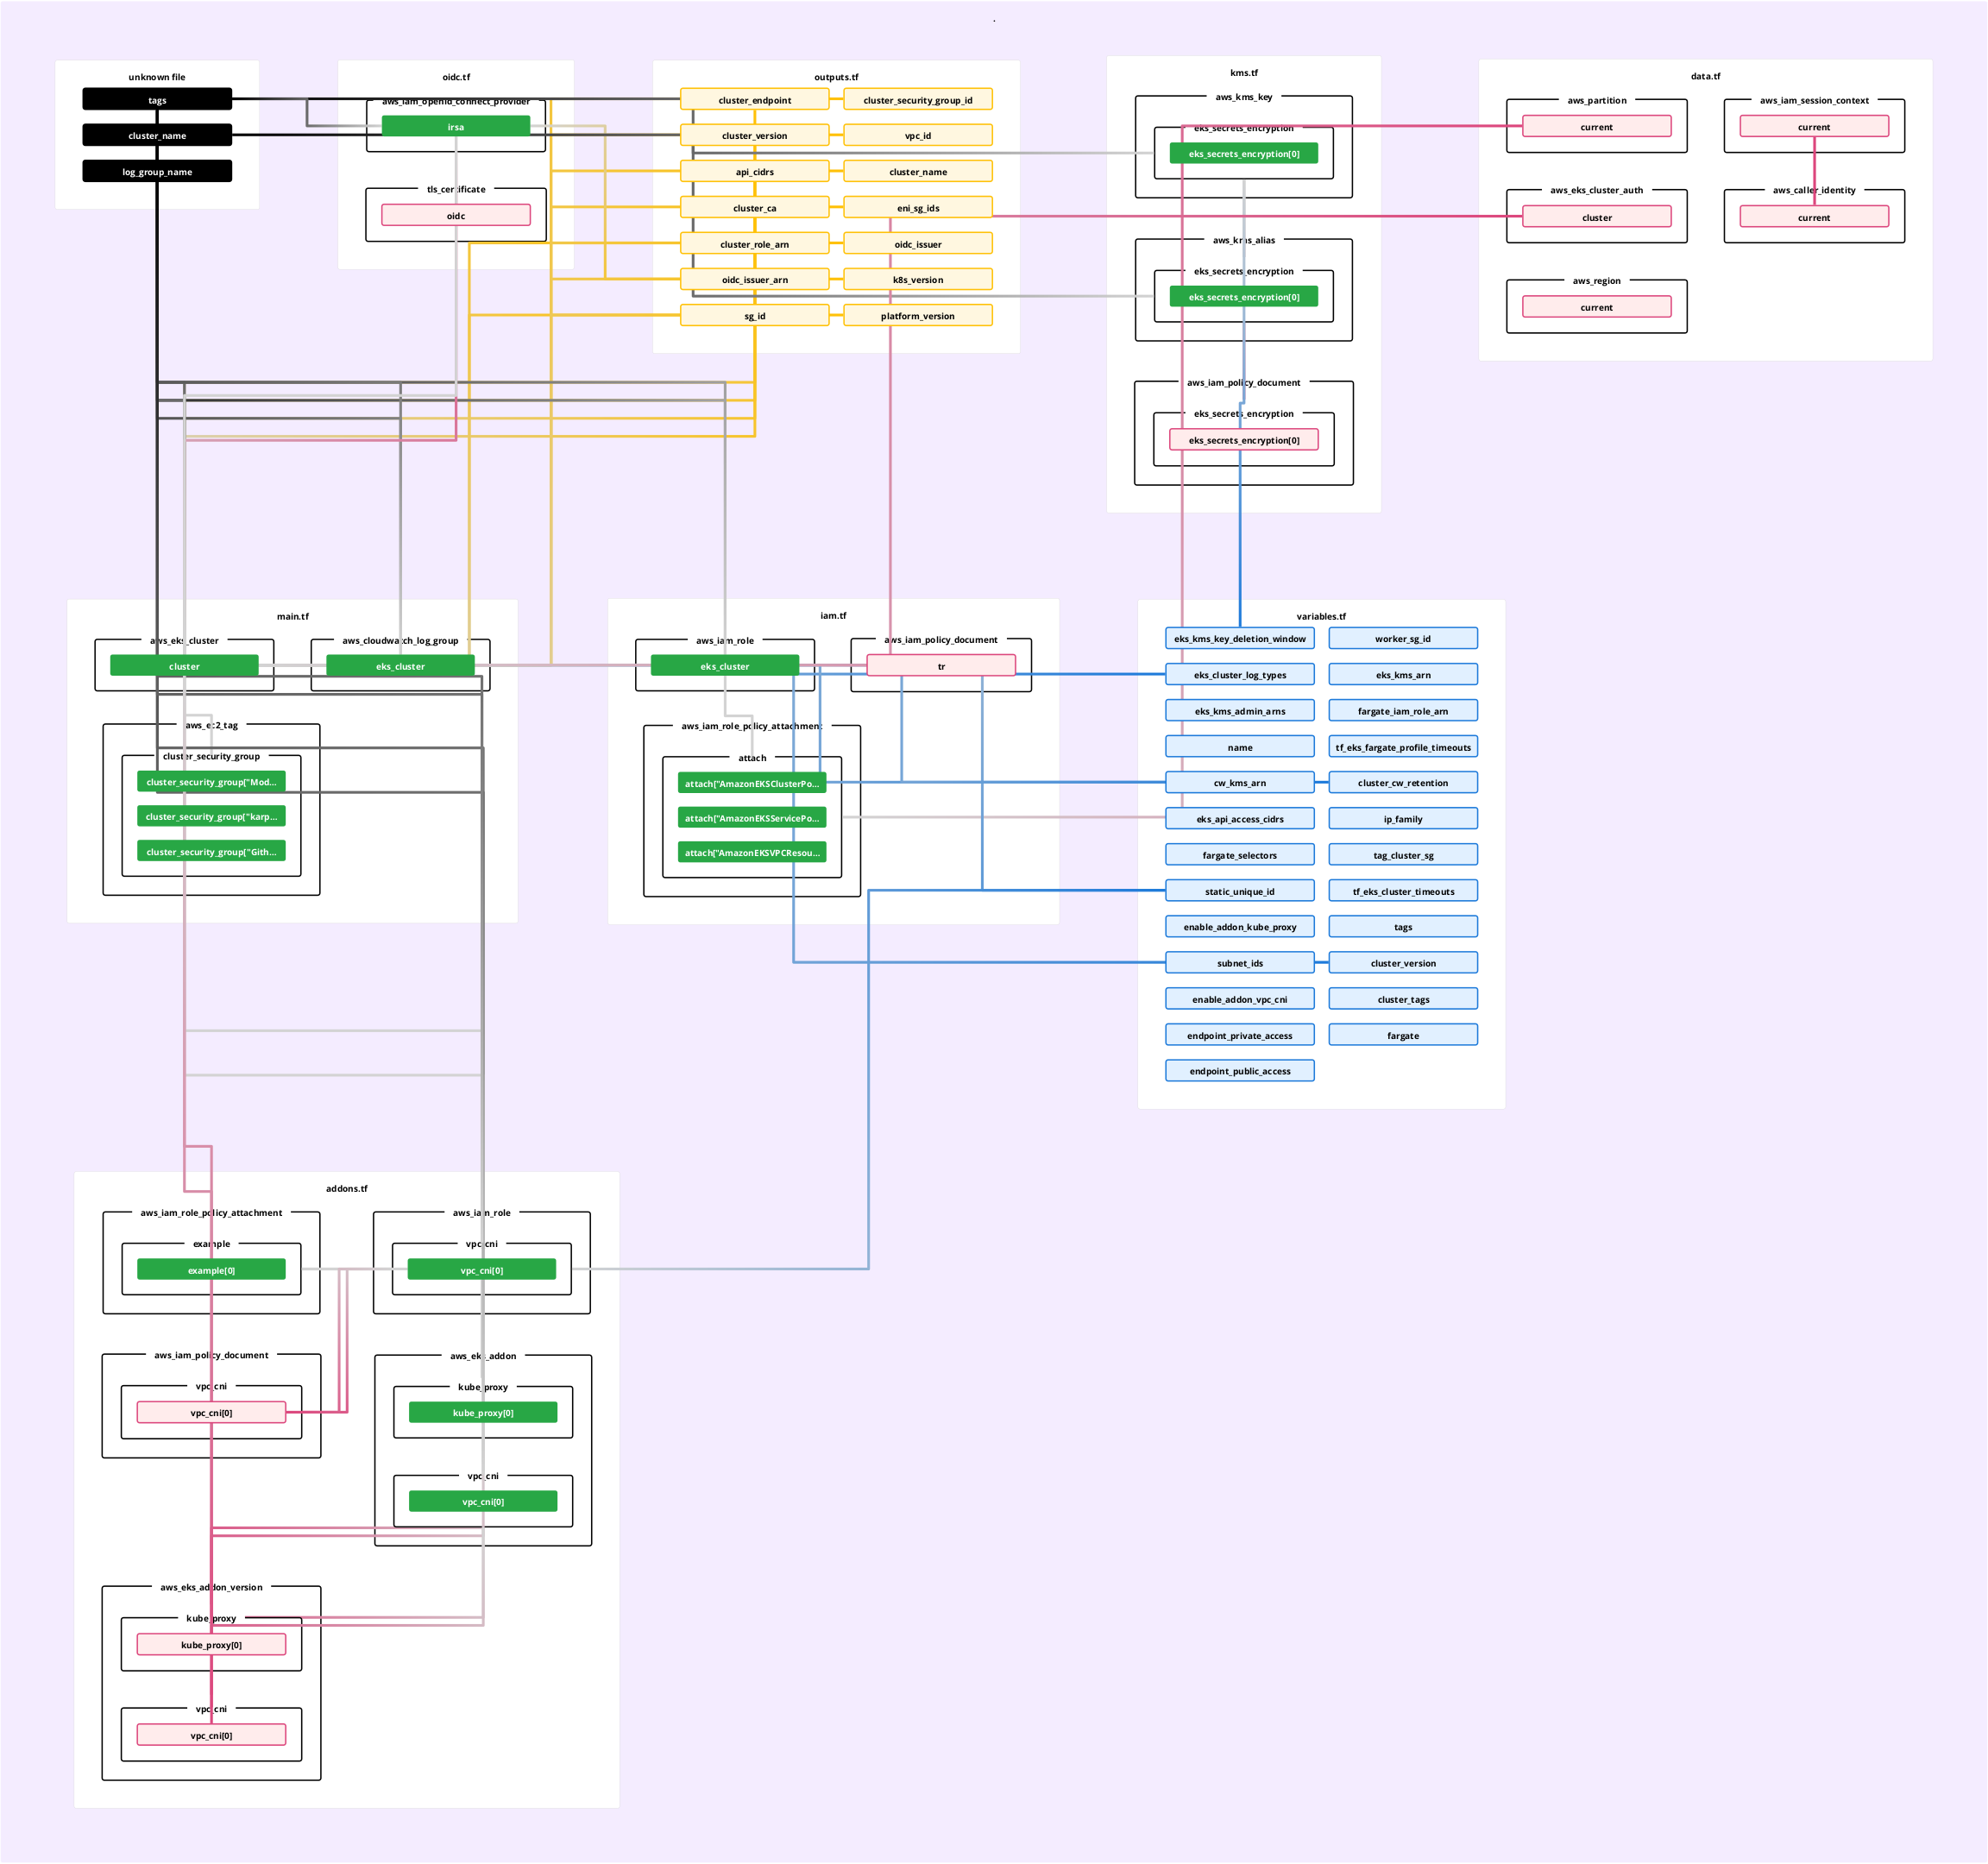 .
unknown file
tags
cluster_name
log_group_name
oidc.tf
aws_iam_openid_connect_provider
irsa
tls_certificate
oidc
outputs.tf
cluster_endpoint
cluster_security_group_id
cluster_version
vpc_id
api_cidrs
cluster_name
cluster_ca
eni_sg_ids
cluster_role_arn
oidc_issuer
oidc_issuer_arn
k8s_version
sg_id
platform_version
kms.tf
aws_kms_key
eks_secrets_encryption
eks_secrets_encryption[0]
aws_kms_alias
eks_secrets_encryption
eks_secrets_encryption[0]
aws_iam_policy_document
eks_secrets_encryption
eks_secrets_encryption[0]
data.tf
aws_partition
current
aws_iam_session_context
current
aws_eks_cluster_auth
cluster
aws_caller_identity
current
aws_region
current
main.tf
aws_eks_cluster
cluster
aws_cloudwatch_log_group
eks_cluster
aws_ec2_tag
cluster_security_group
cluster_security_group["Mod...
cluster_security_group["karp...
cluster_security_group["Gith...
iam.tf
aws_iam_role
eks_cluster
aws_iam_policy_document
tr
aws_iam_role_policy_attachment
attach
attach["AmazonEKSClusterPo...
attach["AmazonEKSServicePo...
attach["AmazonEKSVPCResou...
variables.tf
eks_kms_key_deletion_window
worker_sg_id
eks_cluster_log_types
eks_kms_arn
eks_kms_admin_arns
fargate_iam_role_arn
name
tf_eks_fargate_profile_timeouts
cw_kms_arn
cluster_cw_retention
eks_api_access_cidrs
ip_family
fargate_selectors
tag_cluster_sg
static_unique_id
tf_eks_cluster_timeouts
enable_addon_kube_proxy
tags
subnet_ids
cluster_version
enable_addon_vpc_cni
cluster_tags
endpoint_private_access
fargate
endpoint_public_access
addons.tf
aws_iam_role_policy_attachment
example
example[0]
aws_iam_role
vpc_cni
vpc_cni[0]
aws_iam_policy_document
vpc_cni
vpc_cni[0]
aws_eks_addon
kube_proxy
kube_proxy[0]
vpc_cni
vpc_cni[0]
aws_eks_addon_version
kube_proxy
kube_proxy[0]
vpc_cni
vpc_cni[0]